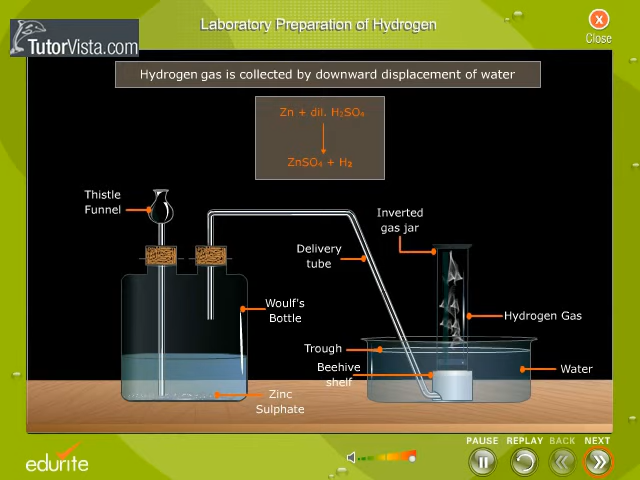 Laboratory Preparation of Hydrogen
Close
TutorVista.com
Hydrogen gas is collected by downward displacement of water
Zn + dil. H₂SO₄
ZnSO₄ + H₂
Thistle
Funnel
Inverted
gas jar
Delivery
tube
Woulf's
Bottle
Hydrogen Gas
Trough
Beehive
shelf
Water
Zinc
Sulphate
PAUSE REPLAY BACK NEXT
edurite